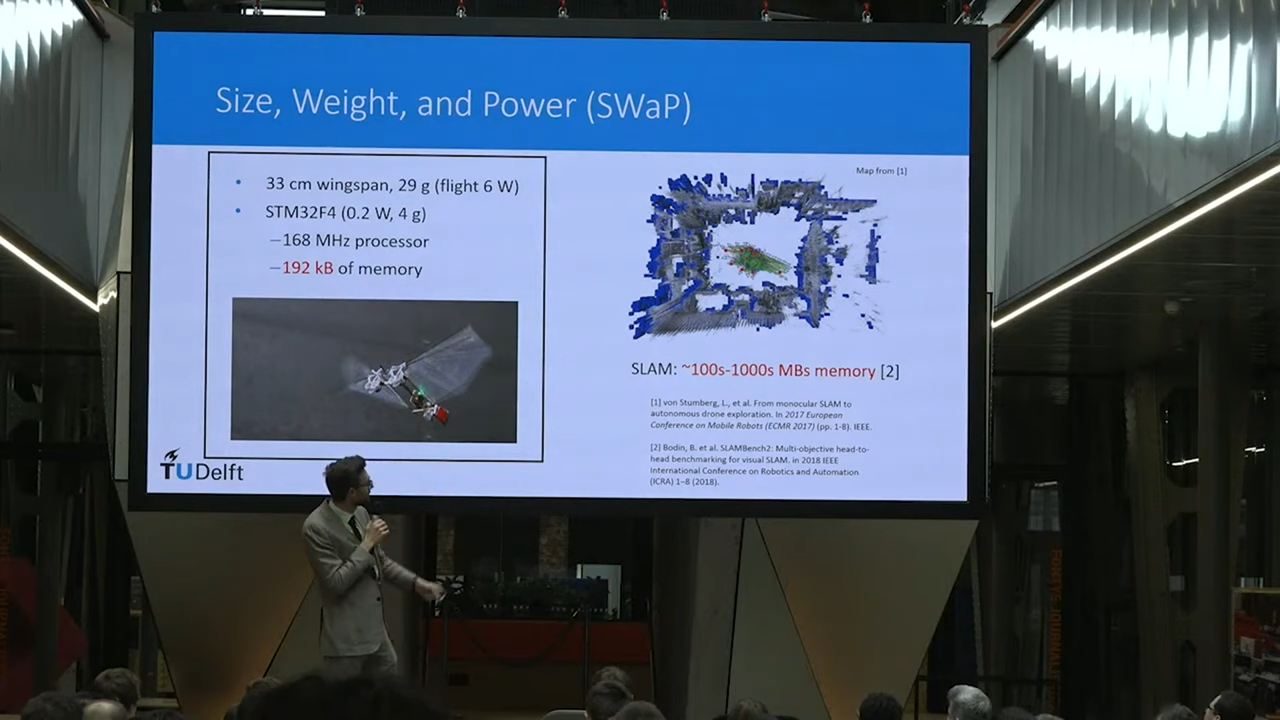 Size, Weight, and Power (SWaP)
• 33 cm wingspan, 29 g (flight 6 W)
• STM32F4 (0.2 W, 4 g)
–168 MHz processor
–192 kB of memory
TUDelft
Map from [1]
SLAM: ~100s-1000s MBs memory [2]
[1] von Stumberg, L., et al. From monocular SLAM to
autonomous drone exploration. In 2017 European
Conference on Mobile Robots (ECMR 2017) (pp. 1-8). IEEE.
[2] Bodin, B. et al. SLAMBench2: Multi-objective head-to-
head benchmarking for visual SLAM. in 2018 IEEE
International Conference on Robotics and Automation
(ICRA) 1–8 (2018).